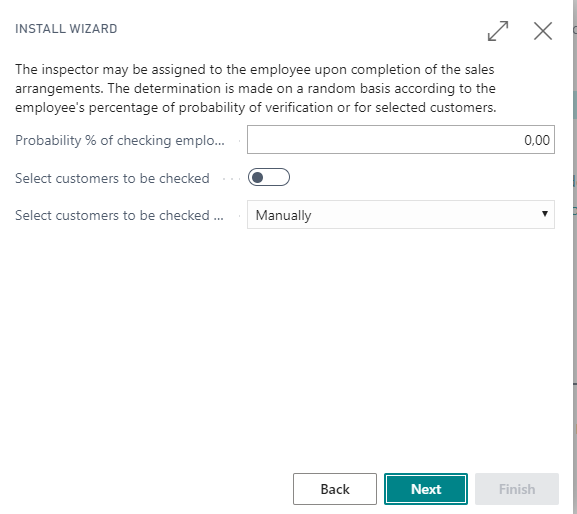 INSTALL WIZARD
The inspector may be assigned to the employee upon completion of the sales
arrangements. The determination is made on a random basis according to the
employee's percentage of probability of verification or for selected customers.
Probability % of checking emplo... 0,00
Select customers to be checked
Select customers to be checked ... Manually
Back Next Finish